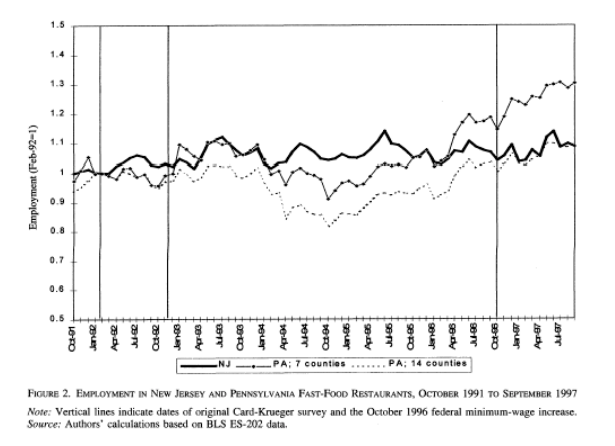 1.5
1.4
1.3
1.2
1.1
1
0.9
0.8
0.7
0.6
0.5
Employment (Feb-92=1)
Oct-91 Jan-92 Apr-92 Jul-92 Oct-92 Jan-93 Apr-93 Jul-93 Oct-93 Jan-94 Apr-94 Jul-94 Oct-94 Jan-95 Apr-95 Jul-95 Oct-95 Jan-96 Apr-96 Jul-96 Oct-96 Jan-97 Apr-97 Jul-97
NJ PA; 7 counties PA; 14 counties
FIGURE 2. EMPLOYMENT IN NEW JERSEY AND PENNSYLVANIA FAST-FOOD RESTAURANTS, OCTOBER 1991 TO SEPTEMBER 1997
Note: Vertical lines indicate dates of original Card-Krueger survey and the October 1996 federal minimum-wage increase.
Source: Authors' calculations based on BLS ES-202 data.